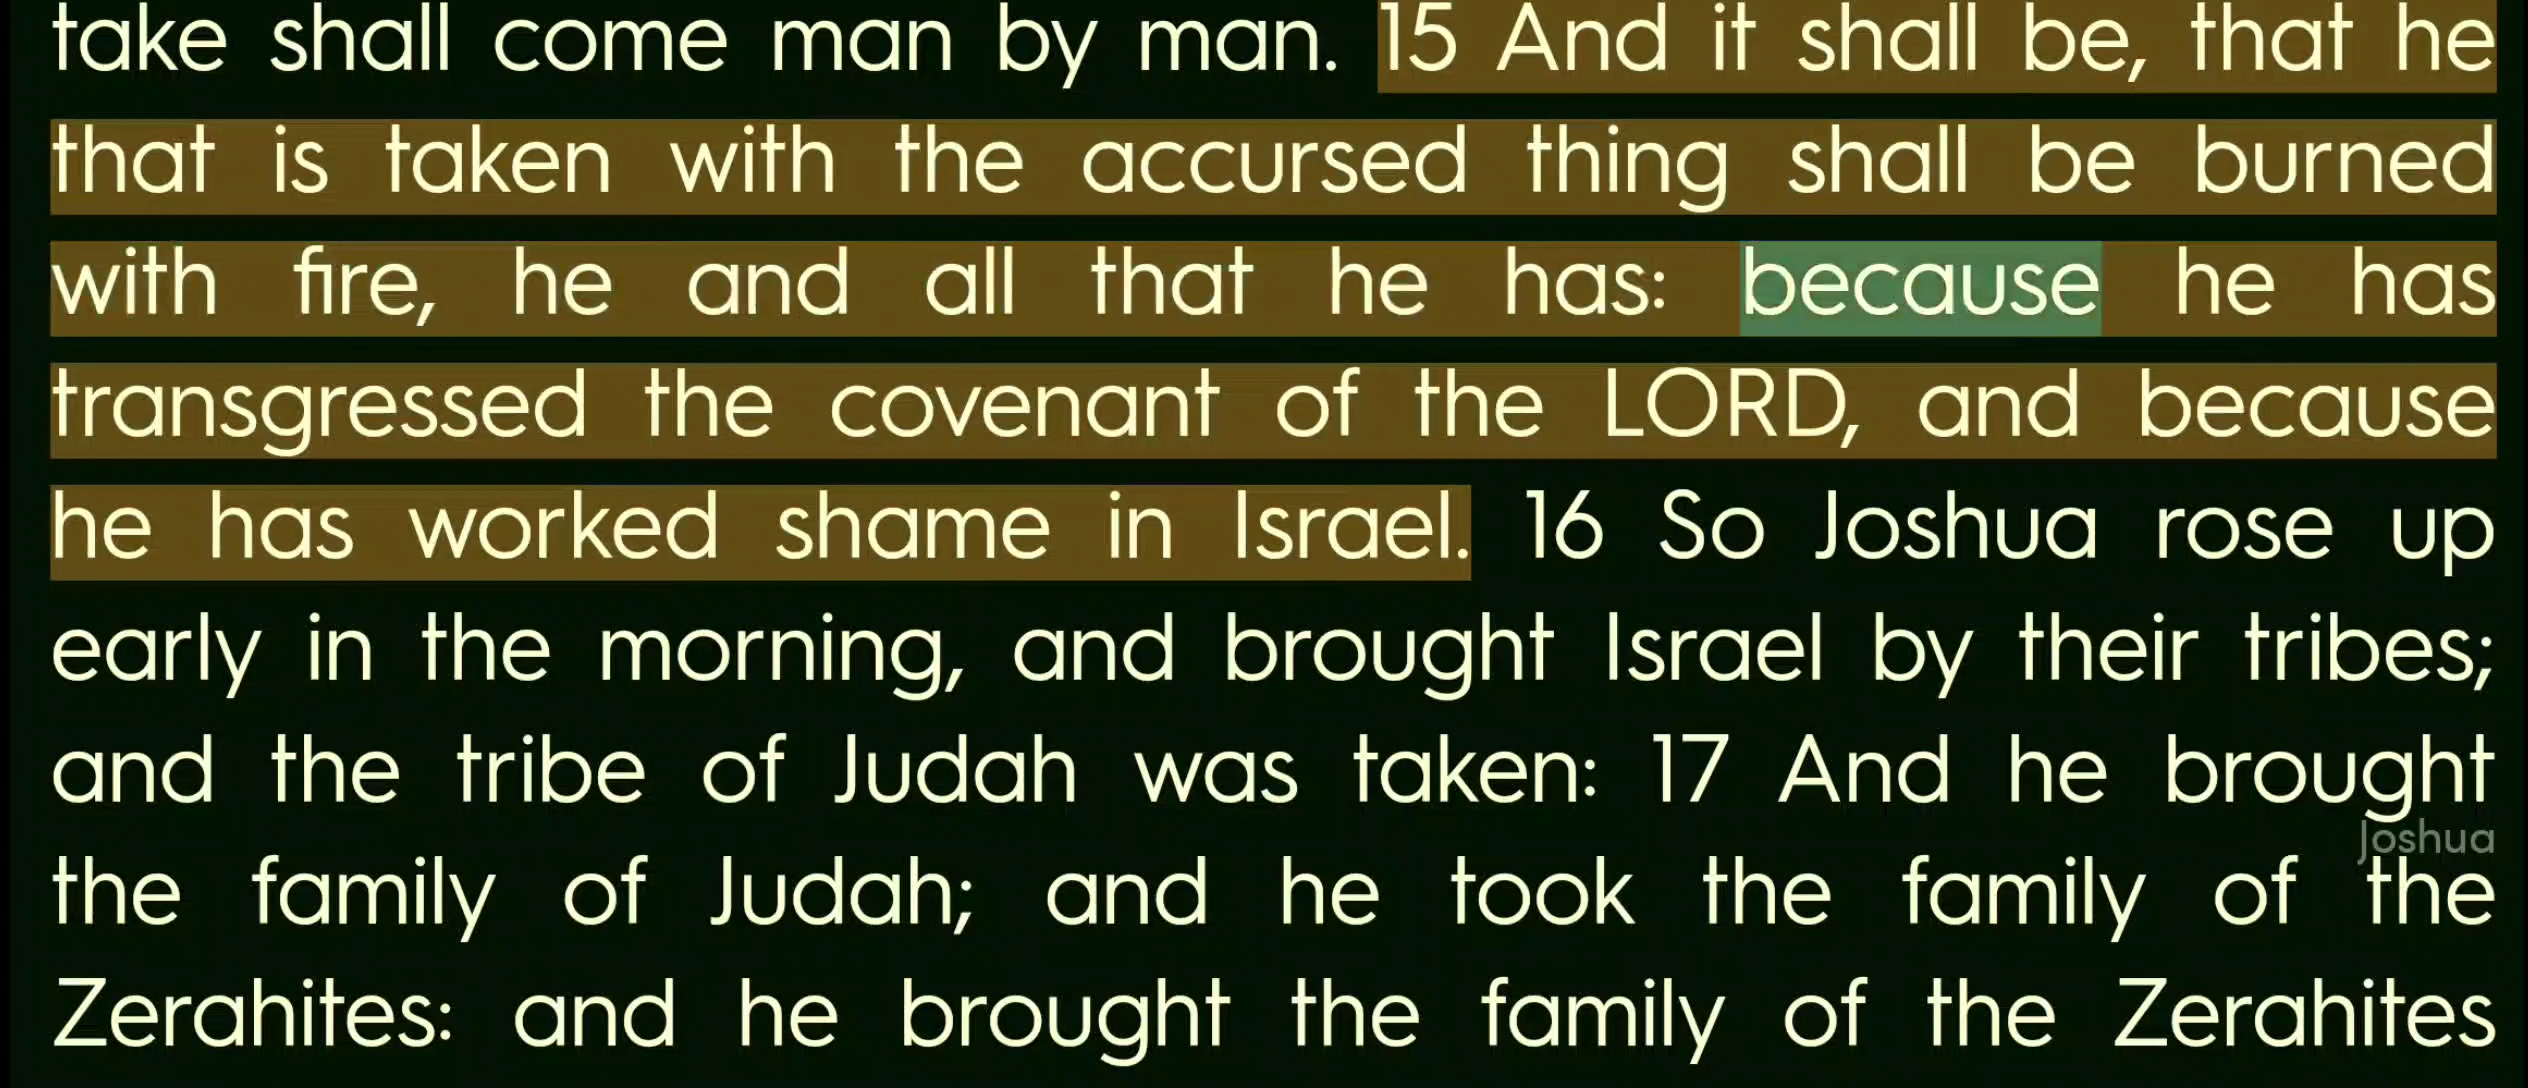 take shall come man by man. 15 And it shall be, that he
that is taken with the accursed thing shall be burned
with fire, he and all that he has: because he has
transgressed the covenant of the LORD, and because
he has worked shame in Israel. 16 So Joshua rose up
early in the morning, and brought Israel by their tribes;
and the tribe of Judah was taken: 17 And he brought
Joshua
the family of Judah; and he took the family of the
Zerahites: and he brought the family of the Zerahites